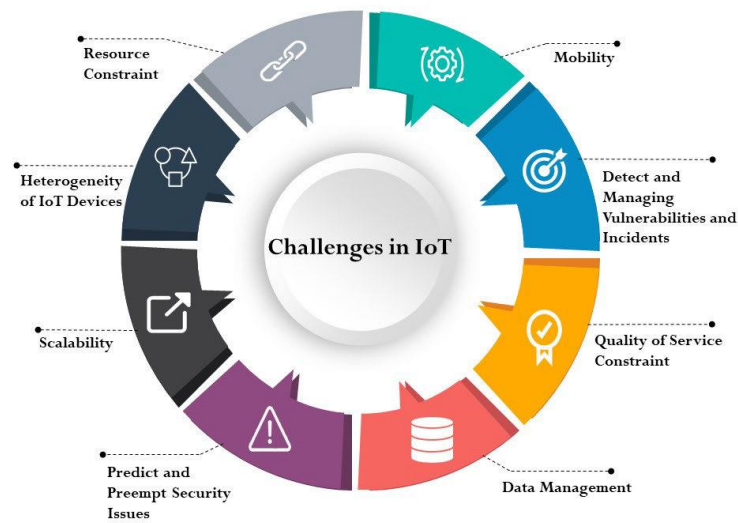 Resource
Constraint
Mobility
Heterogeneity
of IoT Devices
Detect and
Managing
Vulnerabilities and
Incidents
Challenges in IoT
Scalability
Quality of Service
Constraint
Predict and
Preempt Security
Issues
Data Management